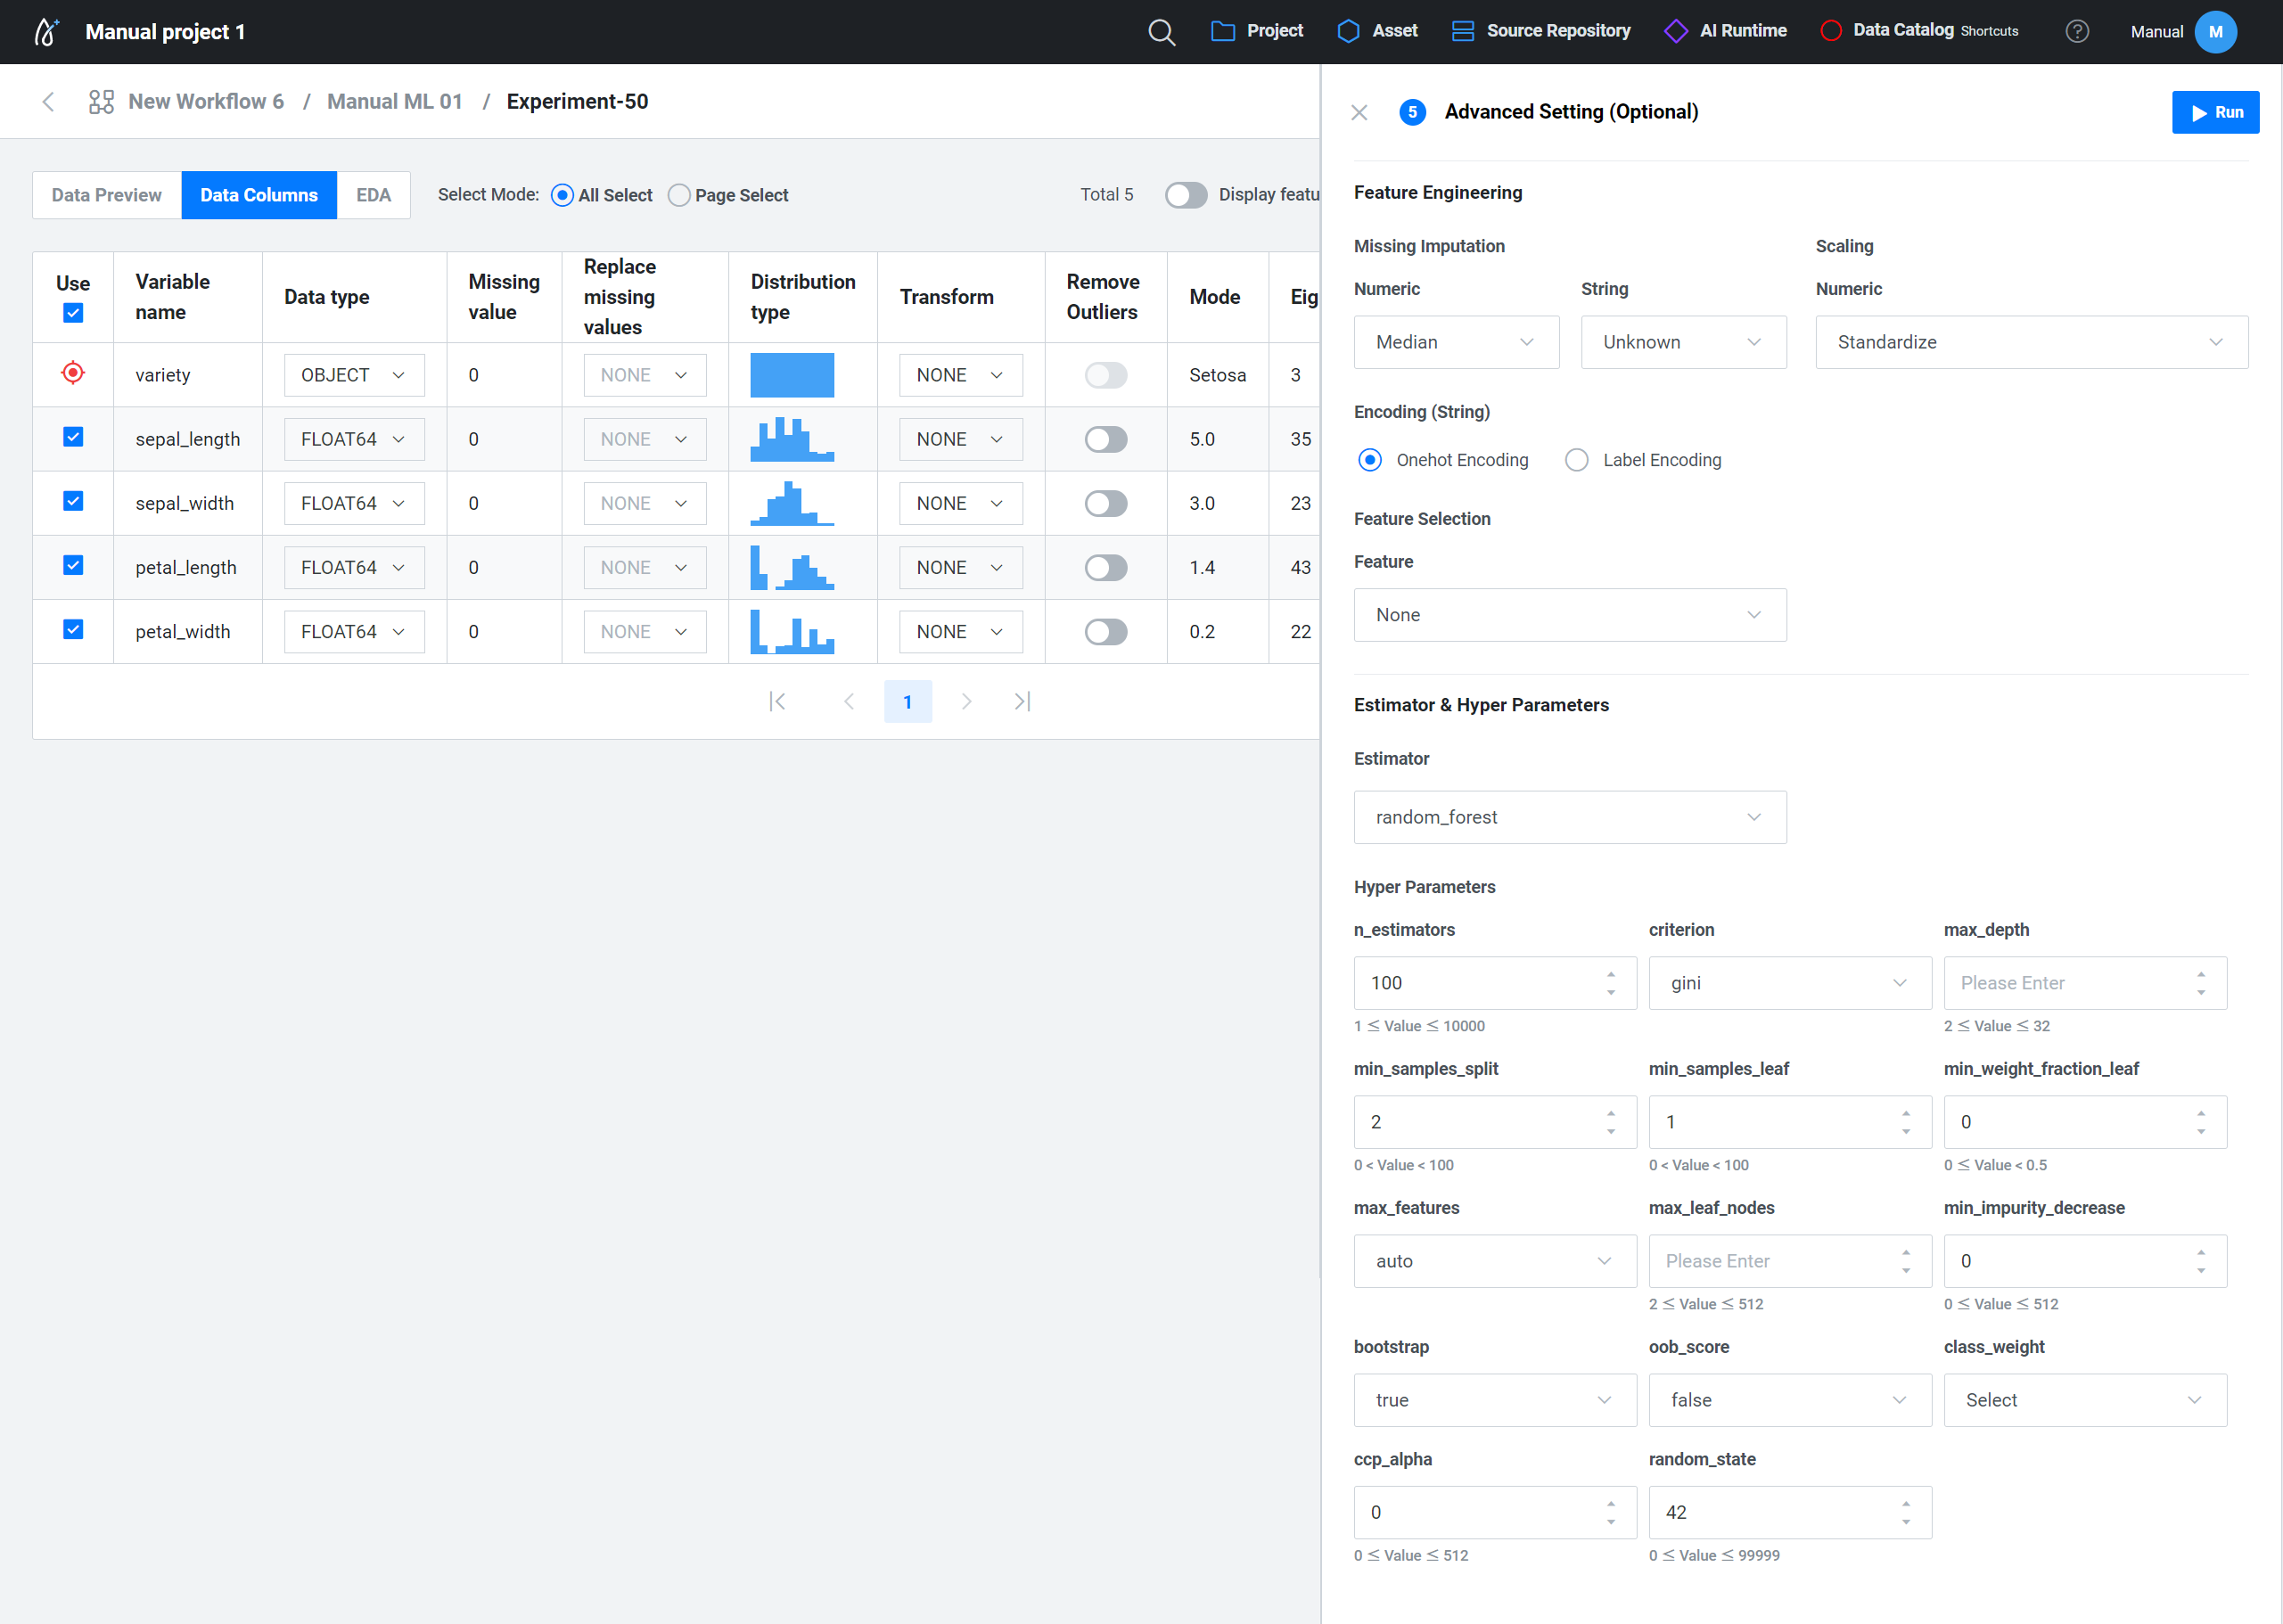 Manual project 1
Project
Asset
Source Repository
AI Runtime
Data Catalog Shortcuts
?
Manual
M
New Workflow 6 / Manual ML 01 / Experiment-50
Data Preview
Data Columns
EDA
Select Mode:
All Select
Page Select
Total 5
Display featu
Use
Variable name
Data type
Missing value
Replace missing values
Distribution type
Transform
Remove Outliers
Mode
Eig
variety OBJECT 0 NONE NONE Setosa 3
sepal_length FLOAT64 0 NONE NONE 5.0 35
sepal_width FLOAT64 0 NONE NONE 3.0 23
petal_length FLOAT64 0 NONE NONE 1.4 43
petal_width FLOAT64 0 NONE NONE 0.2 22
1
5 Advanced Setting (Optional)
Run
Feature Engineering
Missing Imputation
Scaling
Numeric
String
Numeric
Median
Unknown
Standardize
Encoding (String)
Onehot Encoding
Label Encoding
Feature Selection
Feature
None
Estimator & Hyper Parameters
Estimator
random_forest
Hyper Parameters
n_estimators
criterion
max_depth
100
gini
Please Enter
1 ≤ Value ≤ 10000
2 ≤ Value ≤ 32
min_samples_split
min_samples_leaf
min_weight_fraction_leaf
2
1
0
0 < Value < 100
0 < Value < 100
0 ≤ Value < 0.5
max_features
max_leaf_nodes
min_impurity_decrease
auto
Please Enter
0
2 ≤ Value ≤ 512
0 ≤ Value ≤ 512
bootstrap
oob_score
class_weight
true
false
Select
ccp_alpha
random_state
0
42
0 ≤ Value ≤ 512
0 ≤ Value ≤ 99999